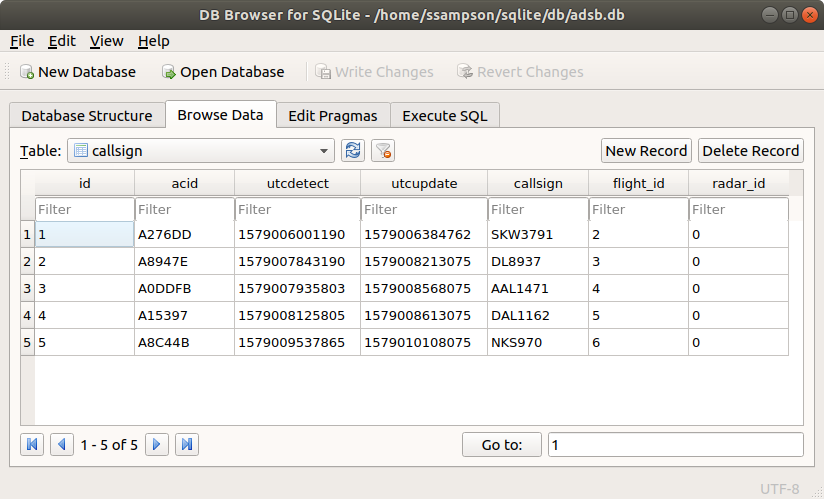 DB Browser for SQLite - /home/ssampson/sqlite/db/adsb.db
File Edit View Help
New Database Open Database Write Changes Revert Changes
Database Structure Browse Data Edit Pragmas Execute SQL
Table: callsign New Record Delete Record
id acid utcdetect utcupdate callsign flight_id radar_id
Filter Filter Filter Filter Filter Filter Filter
1 1 A276DD 1579006001190 1579006384762 SKW3791 2 0
2 2 A8947E 1579007843190 1579008213075 DL8937 3 0
3 3 A0DDFB 1579007935803 1579008568075 AAL1471 4 0
4 4 A15397 1579008125805 1579008613075 DAL1162 5 0
5 5 A8C44B 1579009537865 1579010108075 NKS970 6 0
1 - 5 of 5 Go to: 1
UTF-8